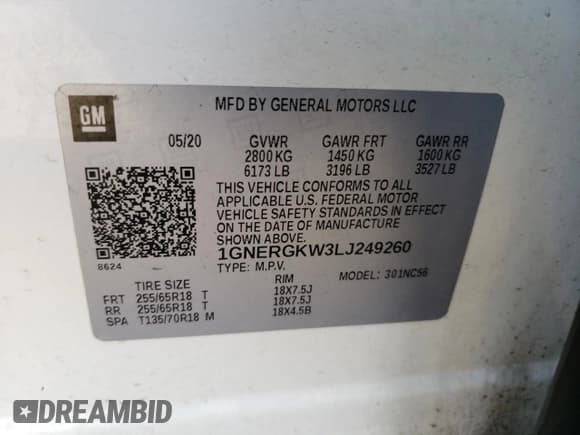 GM
MFD BY GENERAL MOTORS LLC
05/20 GVWR GAWR FRT GAWR RR
2800 KG 1450 KG 1600 KG
6173 LB 3196 LB 3527 LB
THIS VEHICLE CONFORMS TO ALL
APPLICABLE U.S. FEDERAL MOTOR
VEHICLE SAFETY STANDARDS IN EFFECT
ON THE DATE OF MANUFACTURE
SHOWN ABOVE.
1GNERGKW3LJ249260
8624
TYPE: M.P.V. MODEL: 301NC56
TIRE SIZE RIM
FRT 255/65R18 T 18X7.5J
RR 255/65R18 T 18X7.5J
SPA T135/70R18 M 18X4.5B
DREAMBID